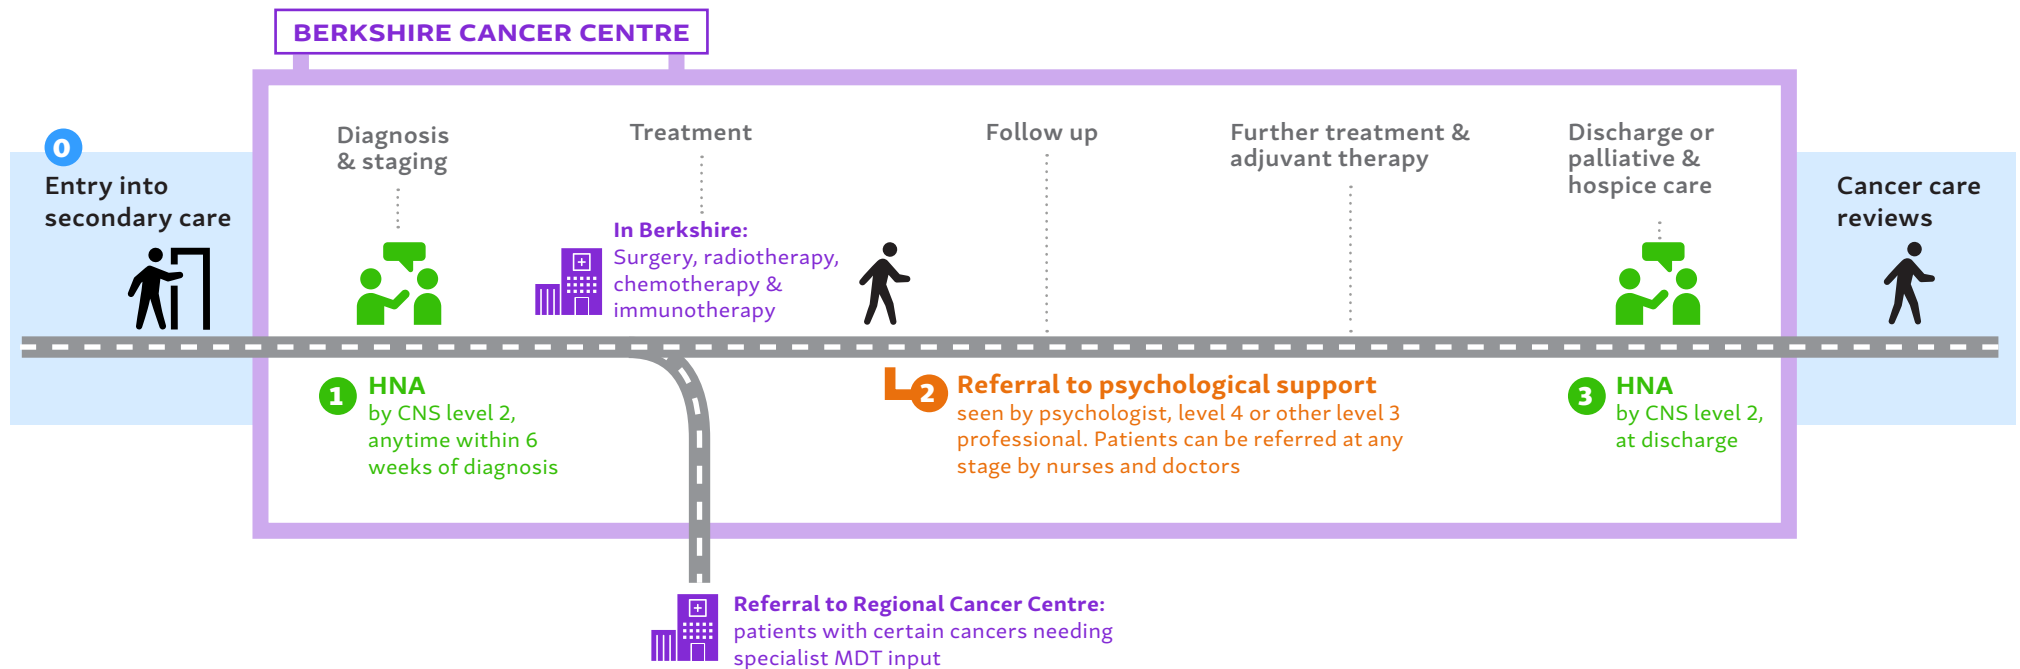 BERKSHIRE CANCER CENTRE
0
Entry into
secondary care
Diagnosis
& staging
Treatment
In Berkshire:
Surgery, radiotherapy,
chemotherapy &
immunotherapy
Follow up
Further treatment &
adjuvant therapy
Discharge or
palliative &
hospice care
Cancer care
reviews
1
HNA
by CNS level 2,
anytime within 6
weeks of diagnosis
2
Referral to psychological support
seen by psychologist, level 4 or other level 3
professional. Patients can be referred at any
stage by nurses and doctors
3
HNA
by CNS level 2,
at discharge
Referral to Regional Cancer Centre:
patients with certain cancers needing
specialist MDT input